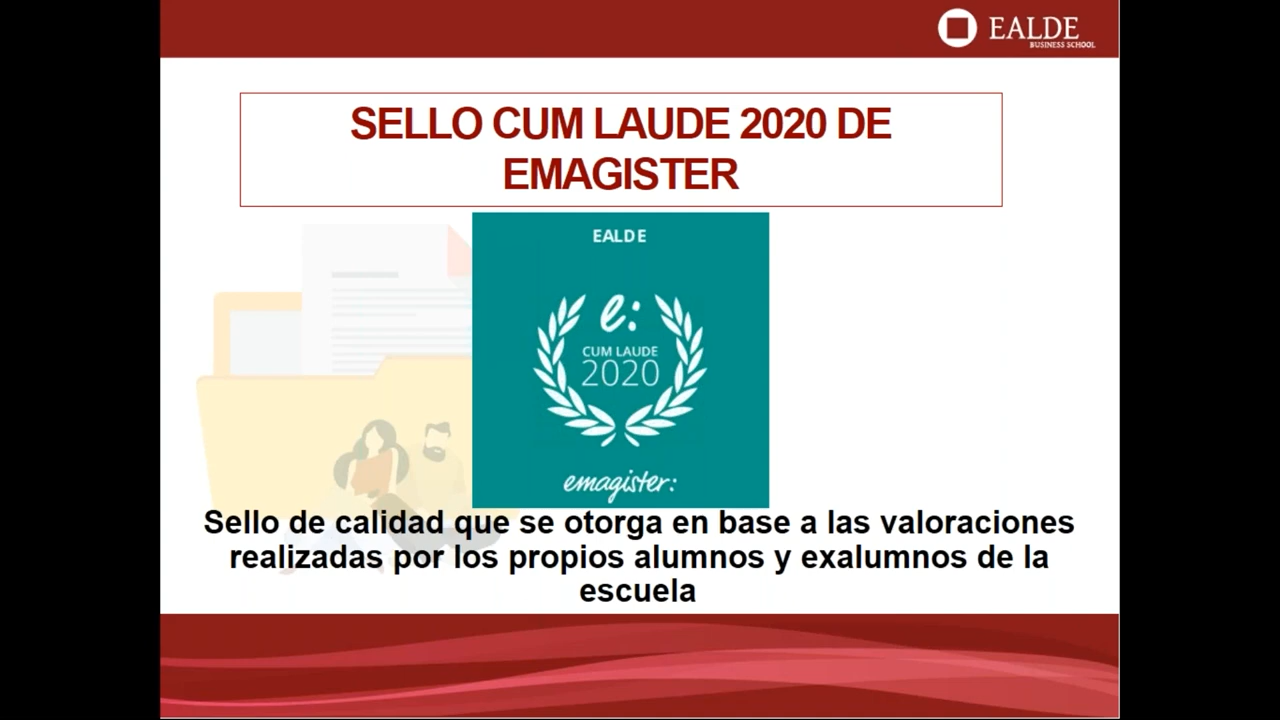 EALDE
BUSINESS SCHOOL
SELLO CUM LAUDE 2020 DE
EMAGISTER
EALDE
e:
CUM LAUDE
2020
emagister:
Sello de calidad que se otorga en base a las valoraciones
realizadas por los propios alumnos y exalumnos de la
escuela